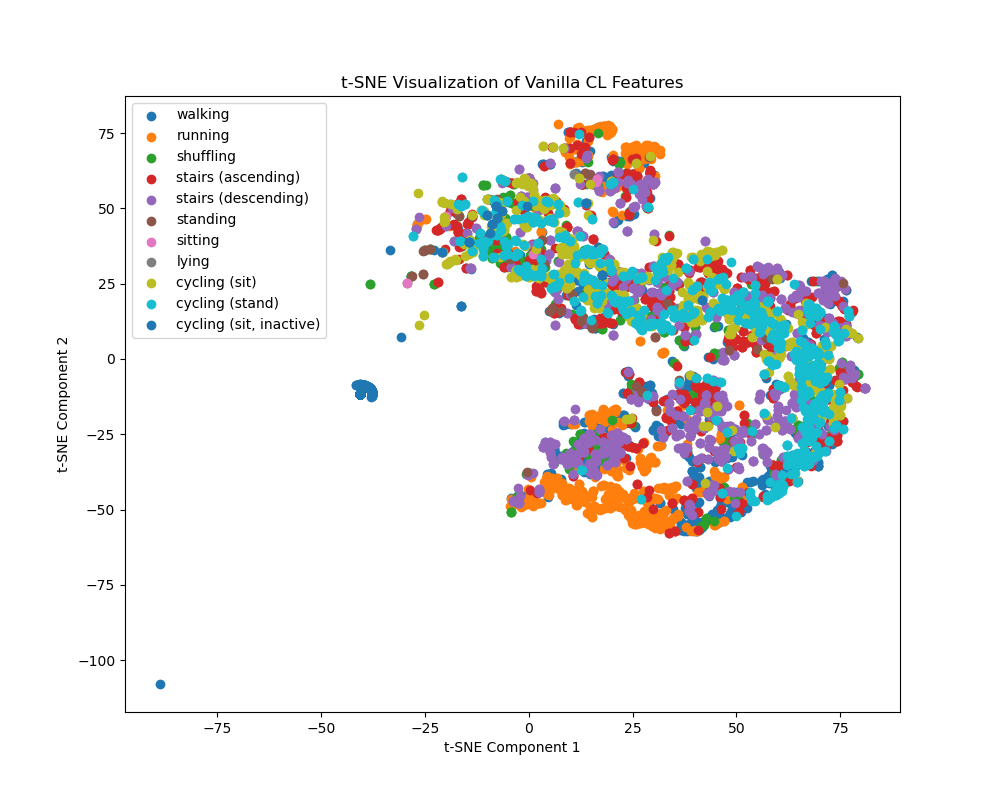 t-SNE Visualization of Vanilla CL Features
walking
running
shuffling
stairs (ascending)
stairs (descending)
standing
sitting
lying
cycling (sit)
cycling (stand)
cycling (sit, inactive)
75
50
25
0
−25
−50
−75
−100
t-SNE Component 2
−75
−50
−25
0
25
50
75
t-SNE Component 1